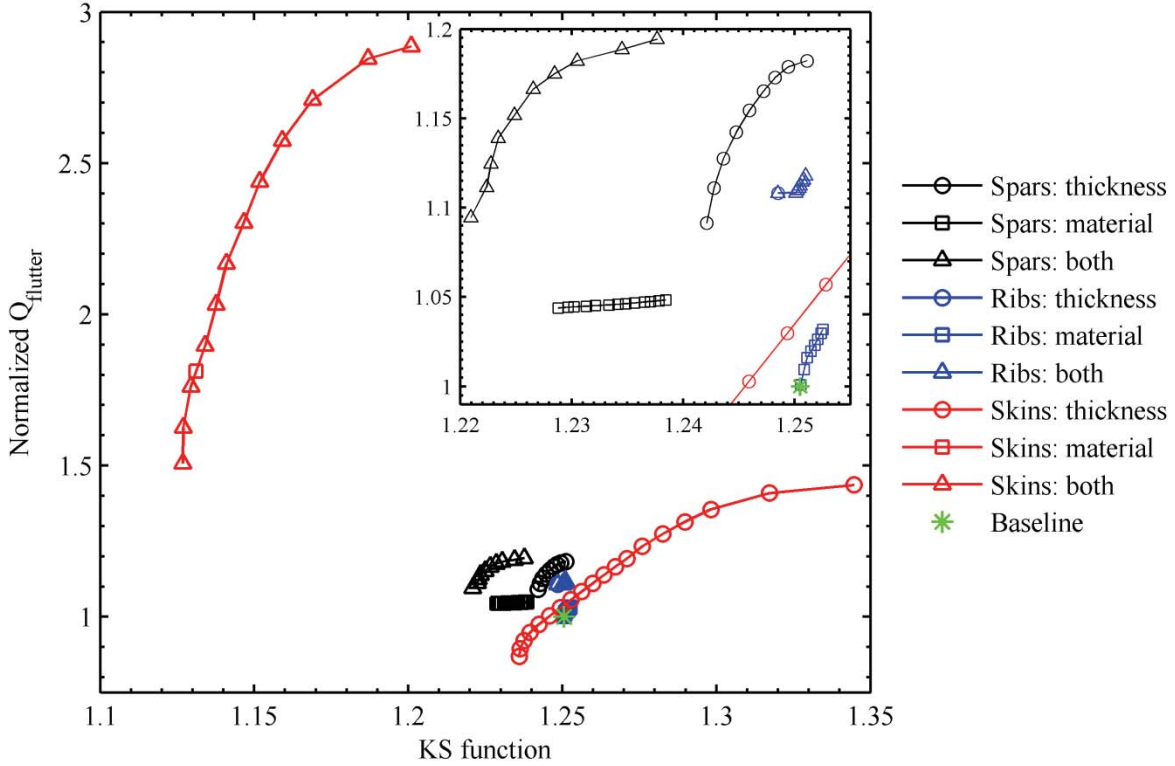 3
2.5
2
1.5
1
1.1
1.15
1.2
1.25
1.3
1.35
Normalized Q_flutter
KS function
1.2
1.15
1.1
1.05
1
1.22
1.23
1.24
1.25
Spars: thickness
Spars: material
Spars: both
Ribs: thickness
Ribs: material
Ribs: both
Skins: thickness
Skins: material
Skins: both
Baseline